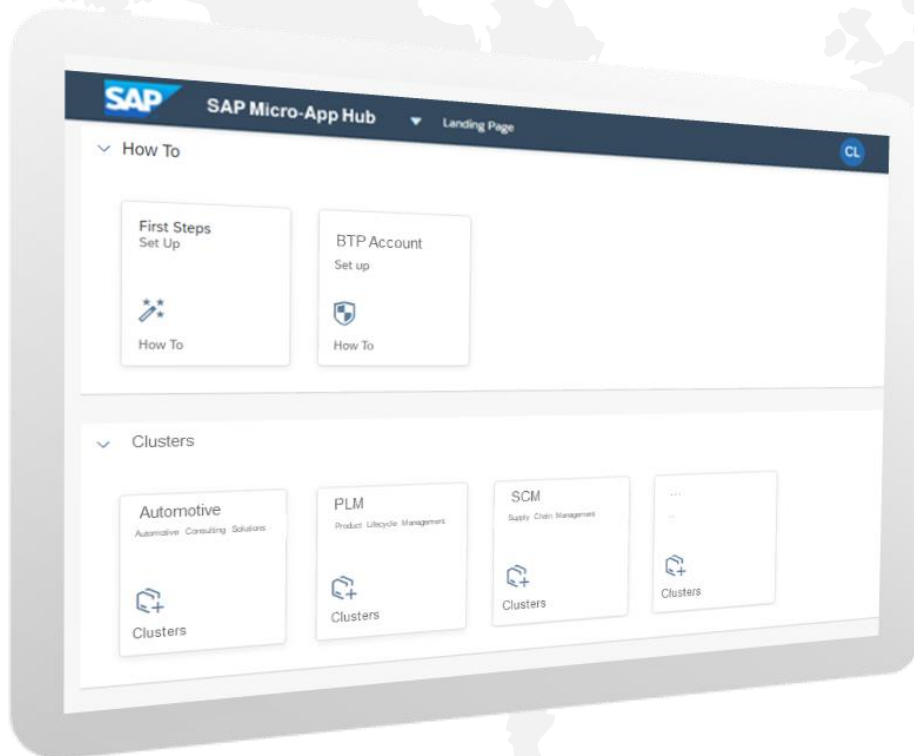 SAP
SAP Micro-App Hub
Landing Page
CL
How To
First Steps
Set Up
How To
BTP Account
Set up
How To
Clusters
Automotive
Automotive Consulting Solutions
Clusters
PLM
Product Lifecycle Management
Clusters
SCM
Supply Chain Management
Clusters
...
...
Clusters